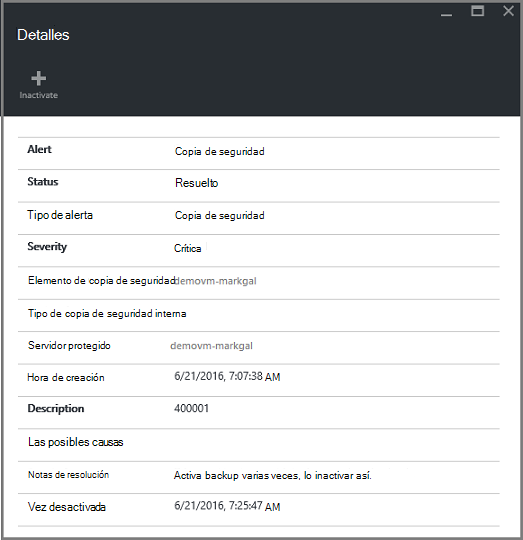 Detalles
Inactivate
Alert Copia de seguridad
Status Resuelto
Tipo de alerta Copia de seguridad
Severity Crítica
Elemento de copia de seguridad demovm-markgal
Tipo de copia de seguridad interna
Servidor protegido demovm-markgal
Hora de creación 6/21/2016, 7:07:38 AM
Description 400001
Las posibles causas
Notas de resolución Activa backup varias veces, lo inactivar así.
Vez desactivada 6/21/2016, 7:25:47 AM